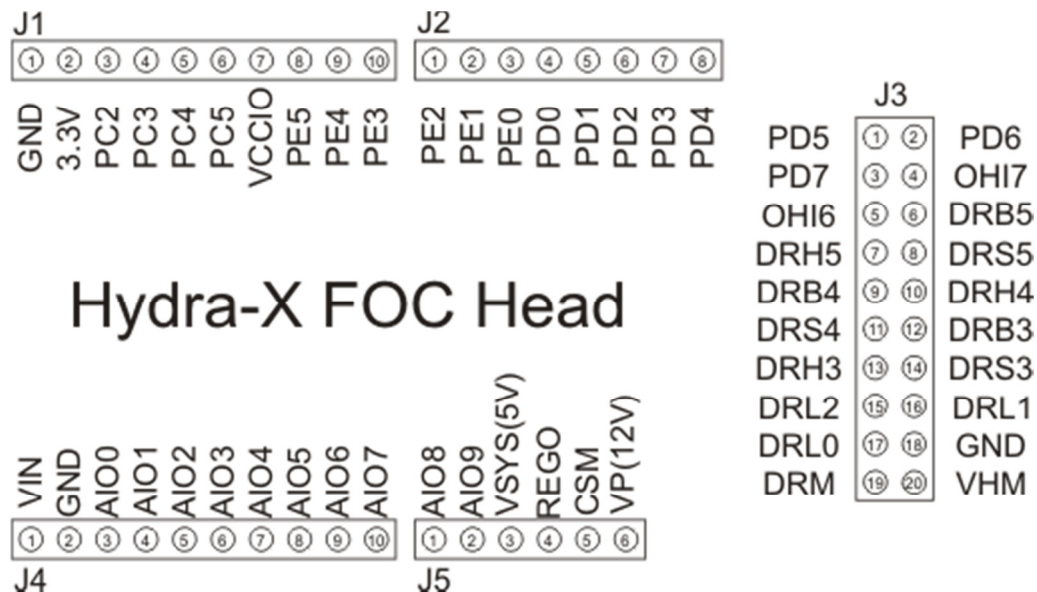 J1
① ② ③ ④ ⑤ ⑥ ⑦ ⑧ ⑨ ⑩
GND 3.3V PC2 PC3 PC4 PC5 VCCIO PE5 PE4 PE3
J2
① ② ③ ④ ⑤ ⑥ ⑦ ⑧
PE2 PE1 PE0 PD0 PD1 PD2 PD3 PD4
J3
PD5 ① ② PD6
PD7 ③ ④ OHI7
OHI6 ⑤ ⑥ DRB5
DRH5 ⑦ ⑧ DRS5
DRB4 ⑨ ⑩ DRH4
DRS4 ⑪ ⑫ DRB3
DRH3 ⑬ ⑭ DRS3
DRL2 ⑮ ⑯ DRL1
DRL0 ⑰ ⑱ GND
DRM ⑲ ⑳ VHM
Hydra-X FOC Head
VIN GND AIO0 AIO1 AIO2 AIO3 AIO4 AIO5 AIO6 AIO7
① ② ③ ④ ⑤ ⑥ ⑦ ⑧ ⑨ ⑩
J4
AIO8 AIO9 VSYS(5V) REGO CSM VP(12V)
① ② ③ ④ ⑤ ⑥
J5